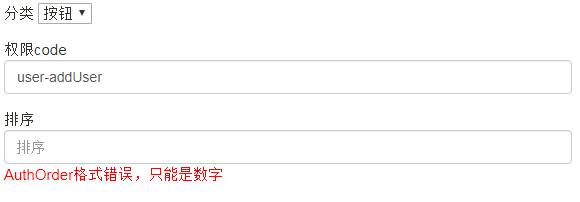 分类 按钮
权限code
user-addUser
排序
排序
AuthOrder格式错误，只能是数字